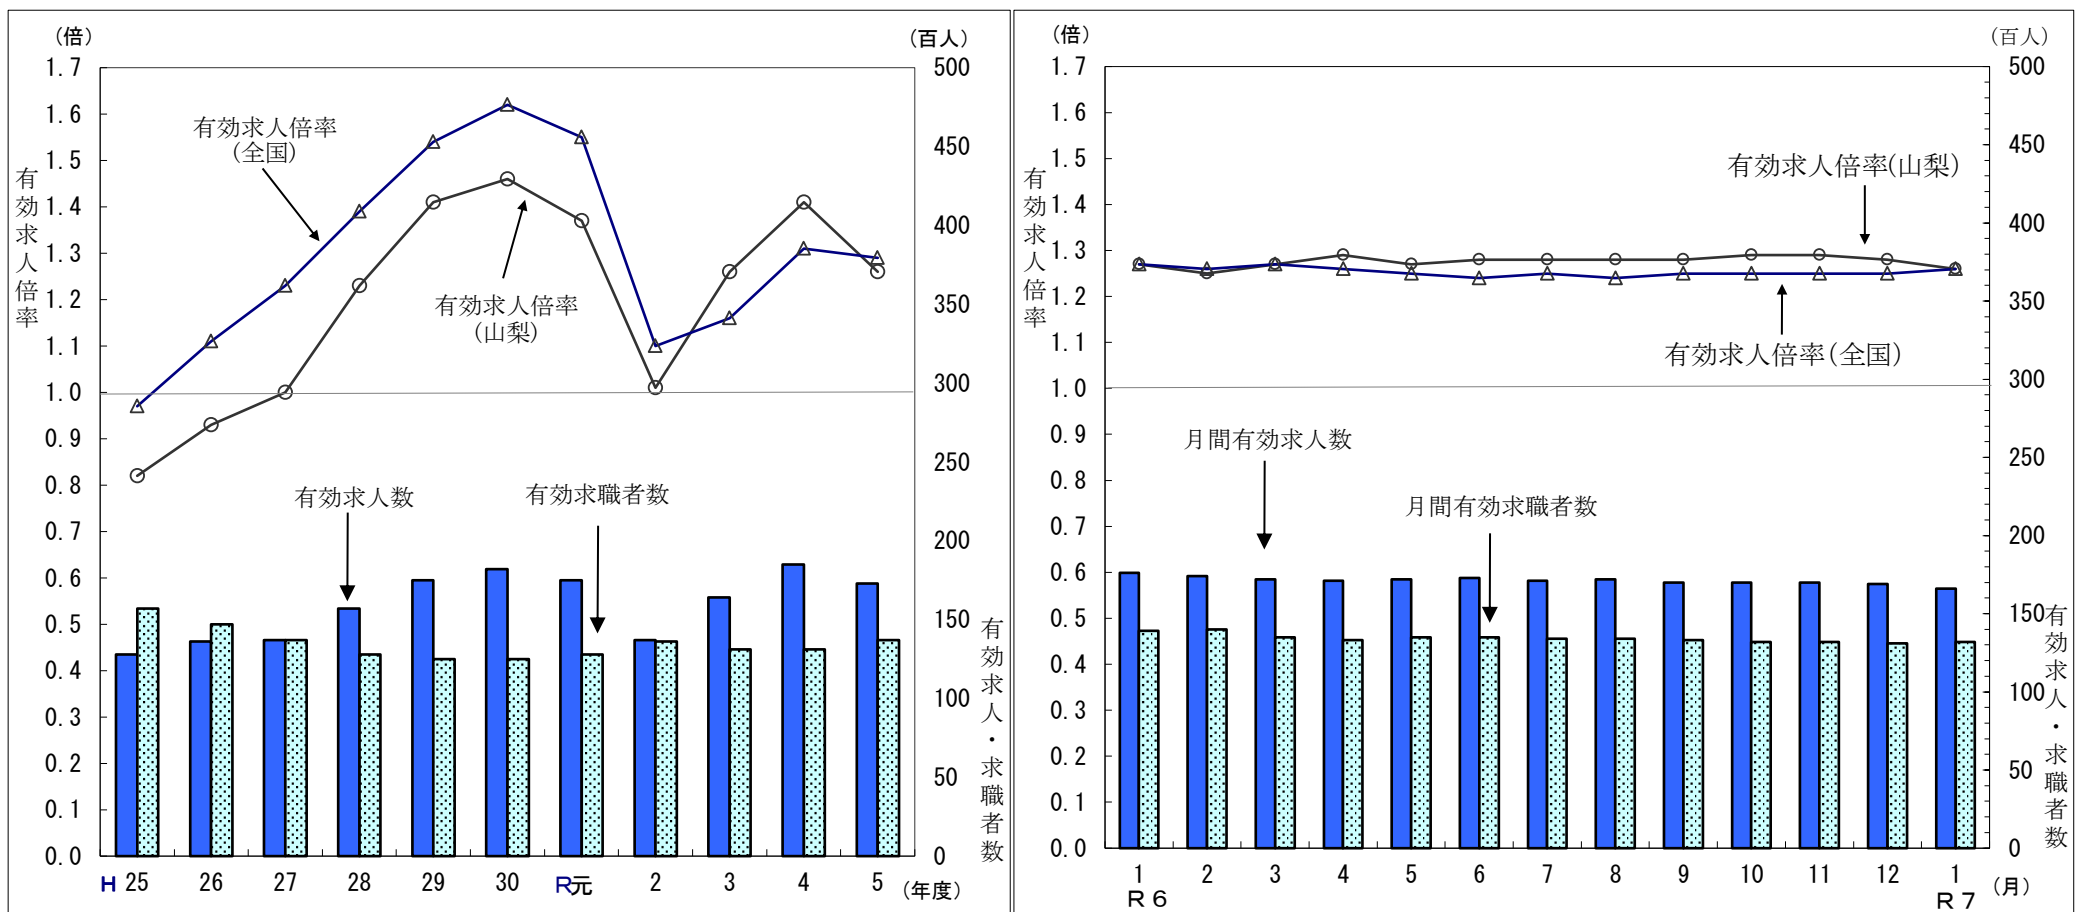 (倍)
(百人)
1.7
1.6
1.5
1.4
1.3
1.2
1.1
1.0
0.9
0.8
0.7
0.6
0.5
0.4
0.3
0.2
0.1
0.0
有効求人倍率
有効求人倍率
(全国)
有効求人倍率
(山梨)
有効求人数
有効求職者数
500
450
400
350
300
250
200
150
100
50
0
有効求人・求職者数
H 25 26 27 28 29 30 R元 2 3 4 5 (年度)
(倍)
(百人)
1.7
1.6
1.5
1.4
1.3
1.2
1.1
1.0
0.9
0.8
0.7
0.6
0.5
0.4
0.3
0.2
0.1
0.0
有効求人倍率
有効求人倍率(山梨)
有効求人倍率(全国)
月間有効求人数
月間有効求職者数
500
450
400
350
300
250
200
150
100
50
0
有効求人・求職者数
1 2 3 4 5 6 7 8 9 10 11 12 1 (月)
R6 R7